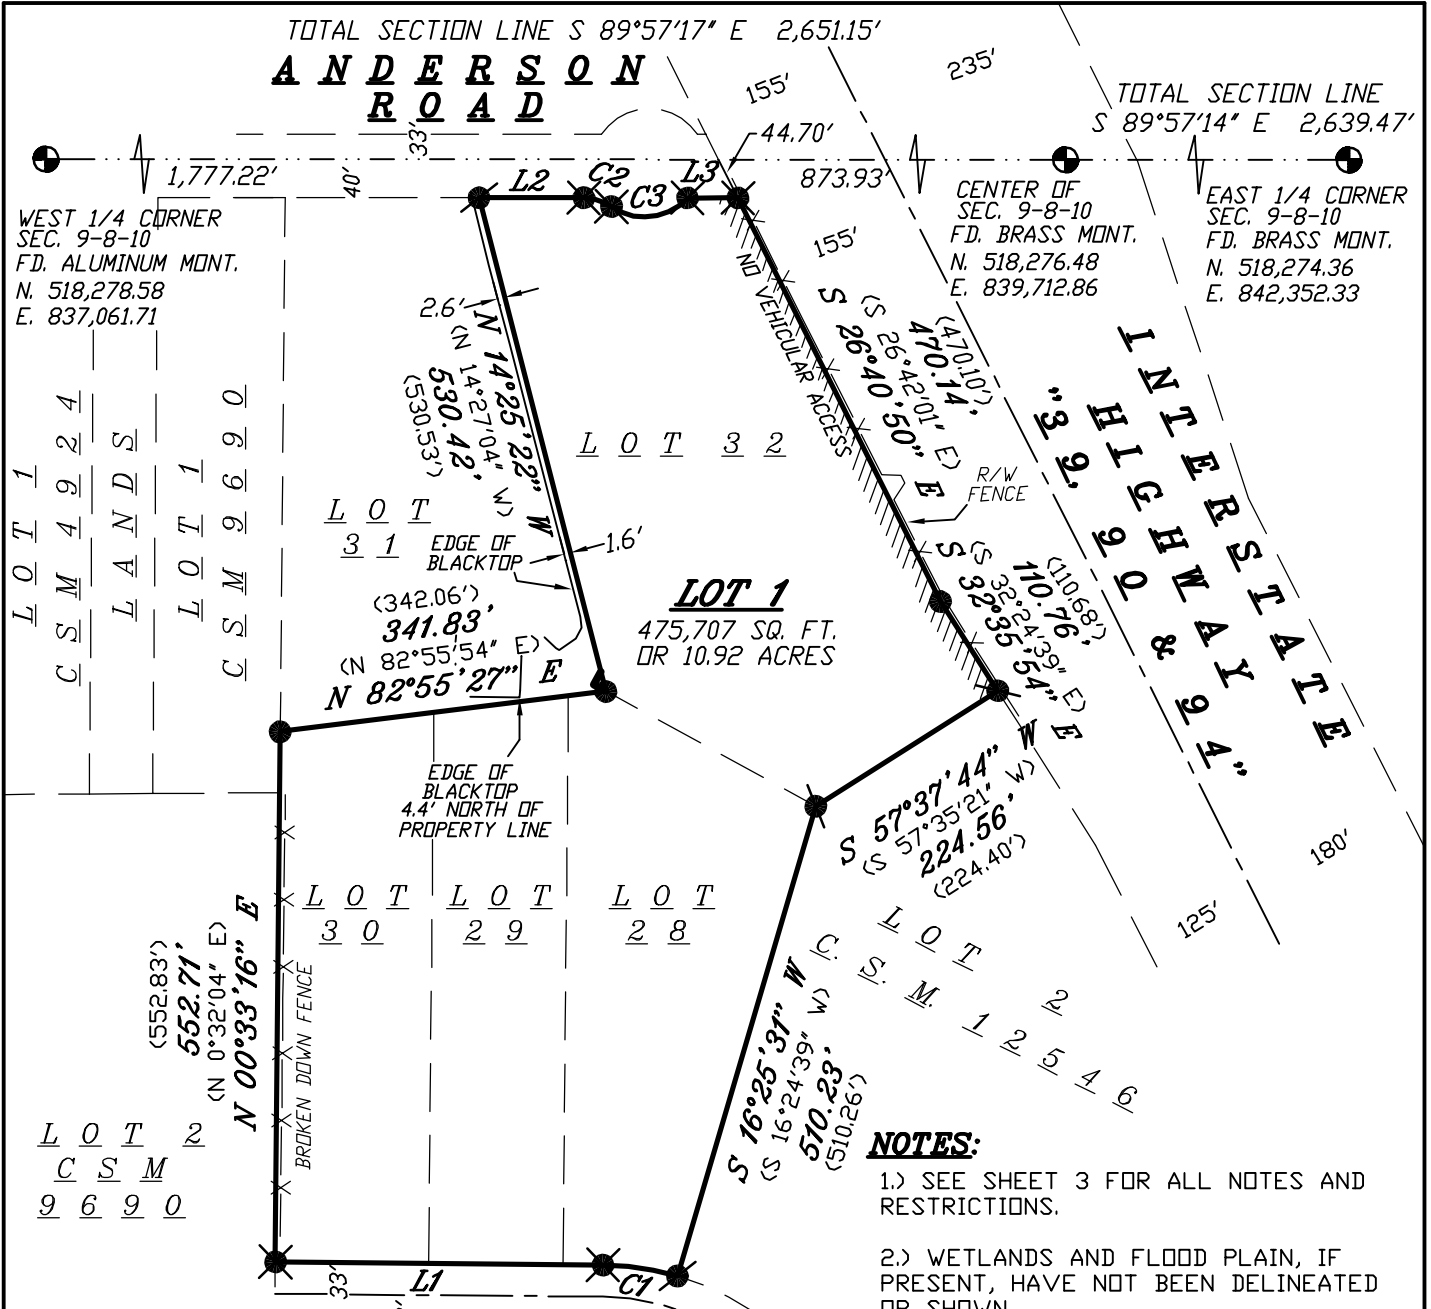 TOTAL SECTION LINE S 89°57'17" E 2,651.15'
ANDERSON
ROAD
33'
155'
235'
44.70'
TOTAL SECTION LINE
S 89°57'14" E 2,639.47'
1,777.22'
40'
L2
C2
C3
L3
873.93'
WEST 1/4 CORNER
SEC. 9-8-10
FD. ALUMINUM MONT.
N. 518,278.58
E. 837,061.71
CENTER OF
SEC. 9-8-10
FD. BRASS MONT.
N. 518,276.48
E. 839,712.86
EAST 1/4 CORNER
SEC. 9-8-10
FD. BRASS MONT.
N. 518,274.36
E. 842,352.33
155'
NO VEHICULAR ACCESS
2.6'
N 14°25'22" W
(N 14°27'04" W)
530.42'
(530.53')
(470.10')
470.14'
(S 26°42'01" E)
S 26°40'50" E
LOT 32
R/W
FENCE
INTERSTATE
HIGHWAY
"39, 90 & 94"
LOT 1
CSM 4924
LANDS
LOT 1
CSM 9690
LOT
31
EDGE OF
BLACKTOP
1.6'
(342.06')
341.83'
(N 82°55'54" E)
N 82°55'27" E
LOT 1
475,707 SQ. FT.
OR 10.92 ACRES
(110.68')
110.76'
(S 32°24'39" E)
S 32°35'54" E
EDGE OF
BLACKTOP
4.4' NORTH OF
PROPERTY LINE
S 57°37'44" W
(S 57°35'21" W)
224.56'
(224.40')
180'
125'
LOT
30
LOT
29
LOT
28
LOT 2
C.S.M. 12546
(552.83')
552.71'
(N 0°32'04" E)
N 00°33'16" E
BROKEN DOWN FENCE
S 16°25'31" W
(S 16°24'39" W)
510.23'
(510.26')
LOT 2
CSM
9690
NOTES:
1.) SEE SHEET 3 FOR ALL NOTES AND
RESTRICTIONS.
2.) WETLANDS AND FLOOD PLAIN, IF
PRESENT, HAVE NOT BEEN DELINEATED
OR SHOWN
33'
L1
C1